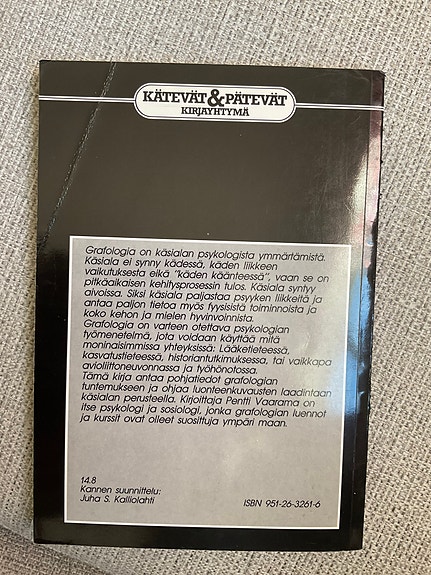 KÄTEVÄT & PÄTEVÄT
KIRJAYHTYMÄ
Grafologia on käsialan psykologista ymmärtämistä.
Käsiala ei synny kädessä, käden liikkeen
vaikutuksesta eikä "käden käänteessä", vaan se on
pitkäaikaisen kehitysprosessin tulos. Käsiala syntyy
aivoissa. Siksi käsiala paljastaa psyyken liikkeitä ja
antaa paljon tietoa myös fyysisistä toiminnoista ja
koko kehon ja mielen hyvinvoinnista.
Grafologia on varteen otettava psykologian
työmenetelmä, jota voidaan käyttää mitä
moninaisimmissa yhteyksissä: Lääketieteessä,
kasvatustieteessä, historiantutkimuksessa, tai vaikkapa
avioliittoneuvonnassa ja työhönotossa.
Tämä kirja antaa pohjatiedot grafologian
tuntemukseen ja ohjaa luonteenkuvausten laadintaan
käsialan perusteella. Kirjoittaja Pentti Vaarama on
itse psykologi ja sosiologi, jonka grafologian luennot
ja kurssit ovat olleet suosittuja ympäri maan.
14.8
Kannen suunnittelu:
Juha S. Kalliolahti
ISBN 951-26-3261-6